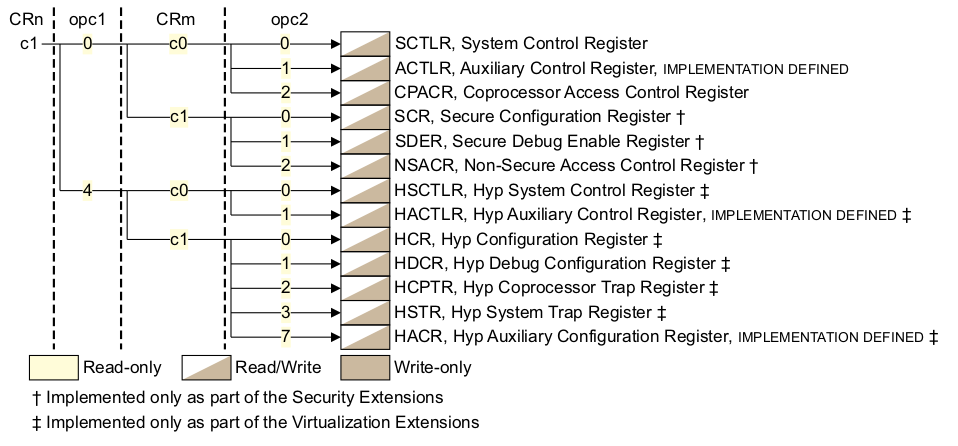 CRn opc1 CRm opc2
c1 0 c0 0 SCTLR, System Control Register
1 ACTLR, Auxiliary Control Register, IMPLEMENTATION DEFINED
2 CPACR, Coprocessor Access Control Register
c1 0 SCR, Secure Configuration Register †
1 SDER, Secure Debug Enable Register †
2 NSACR, Non-Secure Access Control Register †
4 c0 0 HSCTLR, Hyp System Control Register ‡
1 HACTLR, Hyp Auxiliary Control Register, IMPLEMENTATION DEFINED ‡
c1 0 HCR, Hyp Configuration Register ‡
1 HDCR, Hyp Debug Configuration Register ‡
2 HCPTR, Hyp Coprocessor Trap Register ‡
3 HSTR, Hyp System Trap Register ‡
7 HACR, Hyp Auxiliary Configuration Register, IMPLEMENTATION DEFINED ‡
Read-only Read/Write Write-only
† Implemented only as part of the Security Extensions
‡ Implemented only as part of the Virtualization Extensions